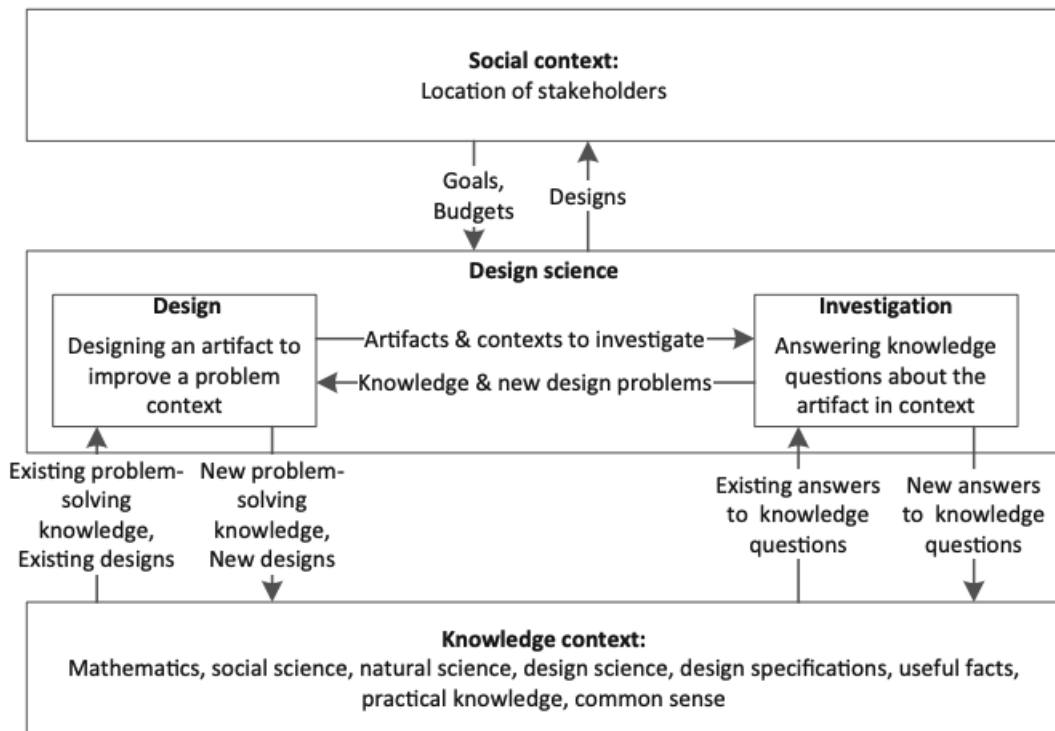 Social context:
Location of stakeholders
Goals,
Budgets
Designs
Design science
Design
Designing an artifact to
improve a problem
context
Artifacts & contexts to investigate
Knowledge & new design problems
Investigation
Answering knowledge
questions about the
artifact in context
Existing problem-
solving
knowledge,
Existing designs
New problem-
solving
knowledge,
New designs
Existing answers
to knowledge
questions
New answers
to knowledge
questions
Knowledge context:
Mathematics, social science, natural science, design science, design specifications, useful facts,
practical knowledge, common sense